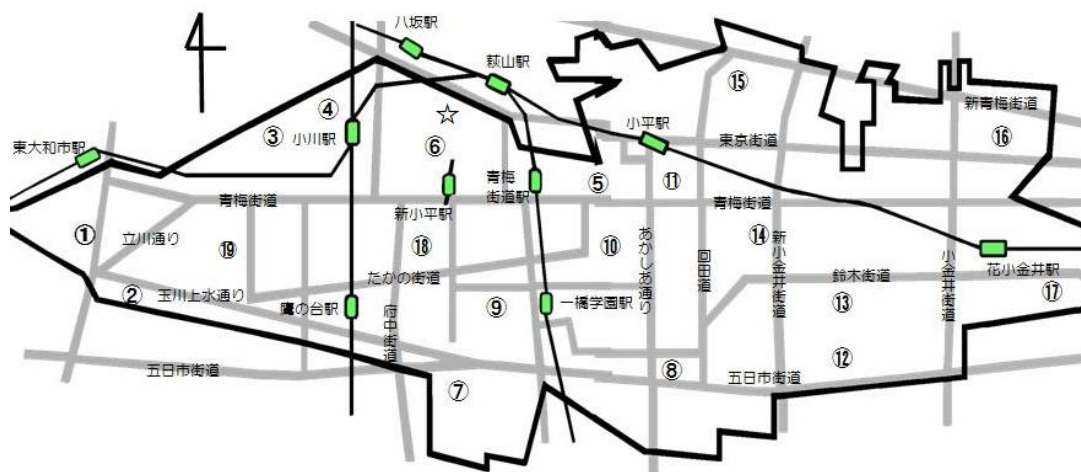 八坂駅
萩山駅
⑮
新青梅街道
④
☆
③
小川駅
小平駅
東京街道
⑯
東大和市駅
⑥
青梅
街道駅
⑤
⑪
青梅街道
新小平駅
青梅街道
①
立川通り
⑲
⑱
⑩
あかしあ通り
回田道
⑭
新小金井街道
小金井街道
花小金井駅
たかの街道
鈴木街道
②
玉川上水通り
⑰
鷹の台駅
府中街道
⑨
一橋学園駅
⑬
五日市街道
⑦
⑧
五日市街道
⑫